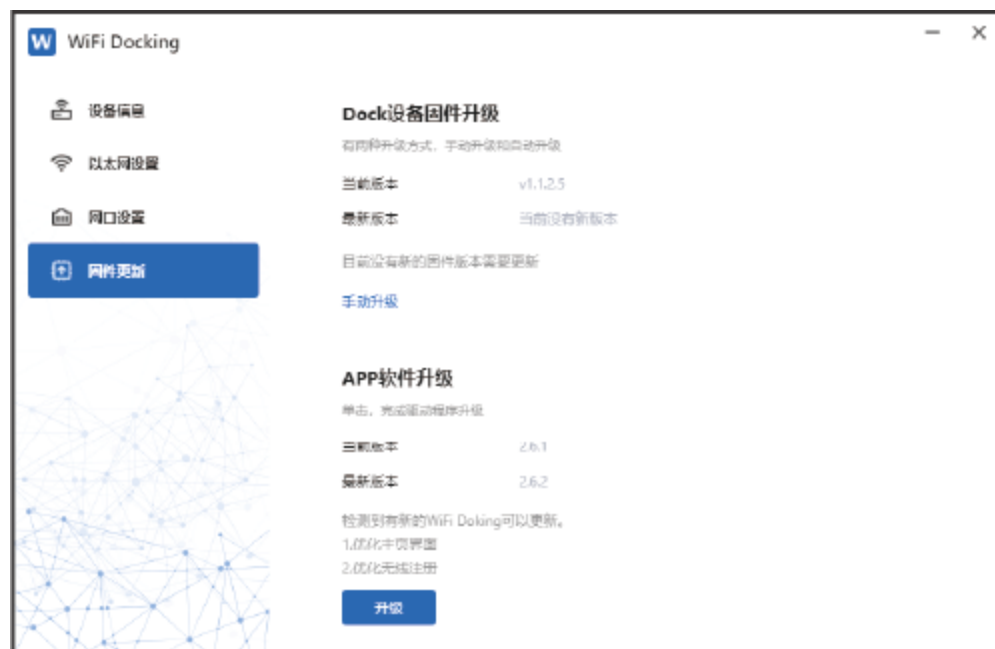 W WiFi Docking
设备信息
以太网设置
网口设置
固件更新
Dock设备固件升级
有两种升级方式，手动升级和自动升级
当前版本 v1.1.2.5
最新版本 当前没有新版本
目前没有新的固件版本需要更新
手动升级
APP软件升级
单击，完成驱动程序升级
当前版本 2.6.1
最新版本 2.6.2
检测到有新的WiFi Doking可以更新。
1.优化主页界面
2.优化无线注册
升级